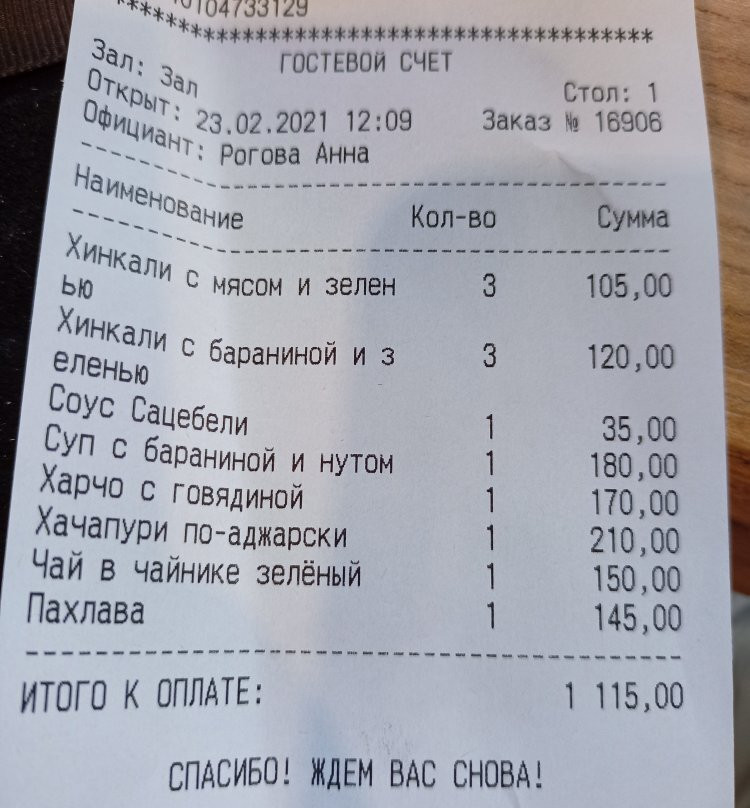 0104733129
******************************************
ГОСТЕВОЙ СЧЕТ
Зал: Зал Стол: 1
Открыт: 23.02.2021 12:09 Заказ № 16906
Официант: Рогова Анна
Наименование Кол-во Сумма
Хинкали с мясом и зелен 3 105,00
ью
Хинкали с бараниной и з 3 120,00
еленью
Соус Сацебели 1 35,00
Суп с бараниной и нутом 1 180,00
Харчо с говядиной 1 170,00
Хачапури по-аджарски 1 210,00
Чай в чайнике зелёный 1 150,00
Пахлава 1 145,00
ИТОГО К ОПЛАТЕ: 1 115,00
СПАСИБО! ЖДЕМ ВАС СНОВА!